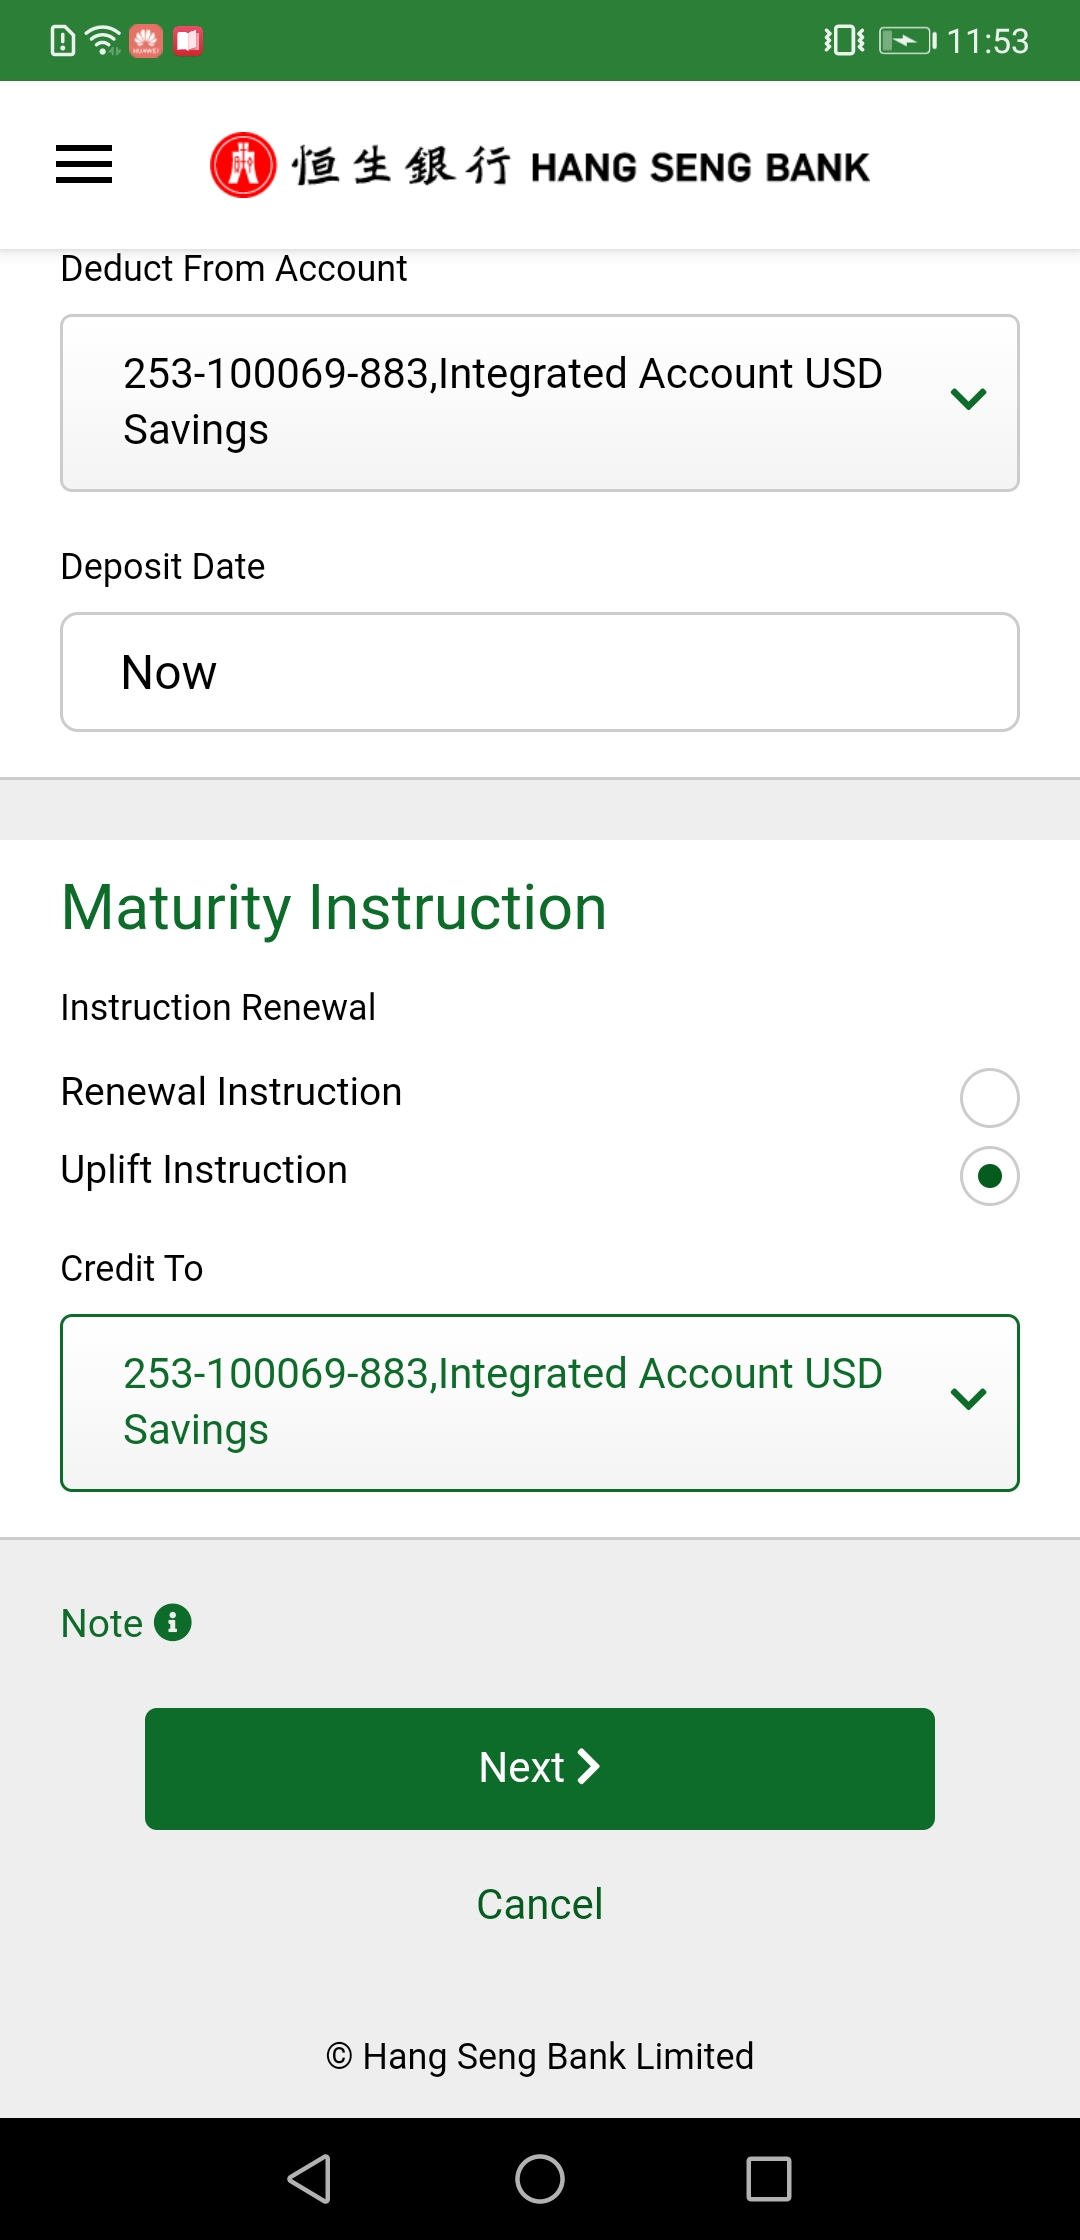 11:53
恒生銀行 HANG SENG BANK
Deduct From Account
253-100069-883,Integrated Account USD
Savings
Deposit Date
Now
Maturity Instruction
Instruction Renewal
Renewal Instruction
Uplift Instruction
Credit To
253-100069-883,Integrated Account USD
Savings
Note
Next
Cancel
© Hang Seng Bank Limited